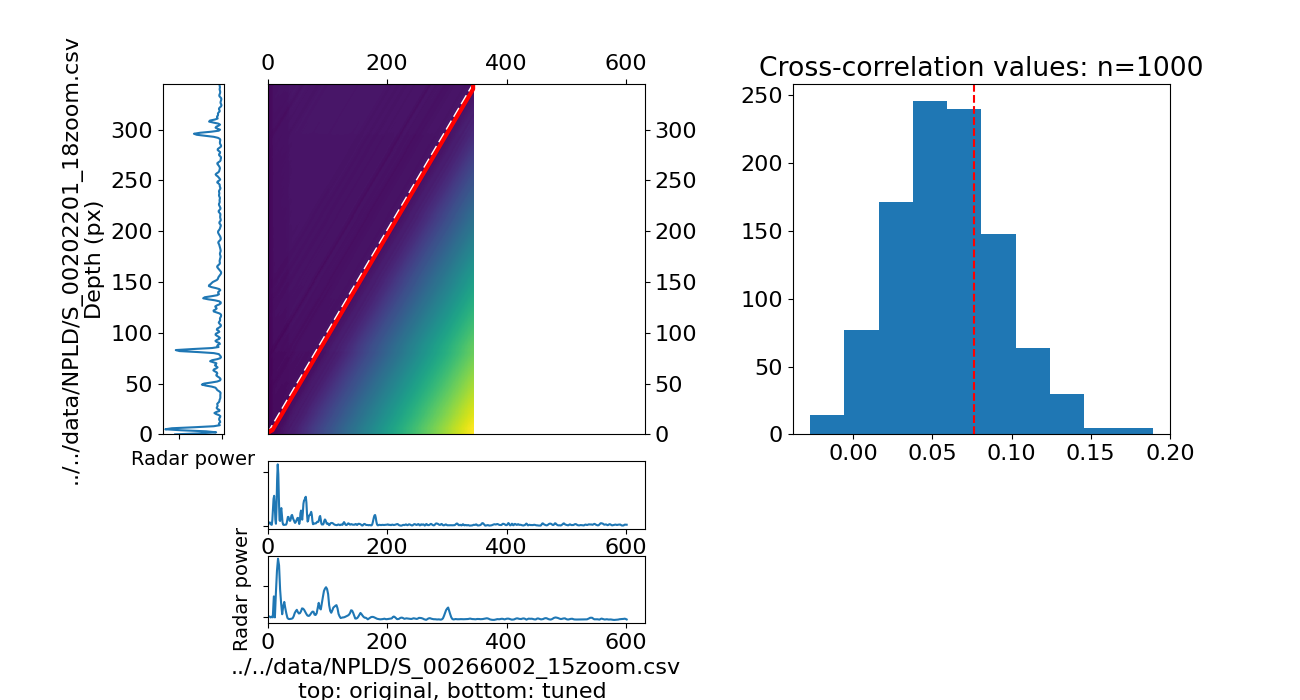 0 200 400 600
Cross-correlation values: n=1000
../../data/NPLD/S_00202201_18zoom.csv
Depth (px)
300
250
200
150
100
50
0
Radar power
300
250
200
150
100
50
0
250
200
150
100
50
0
0.00 0.05 0.10 0.15 0.20
0 200 400 600
Radar power
0 200 400 600
../../data/NPLD/S_00266002_15zoom.csv
top: original, bottom: tuned